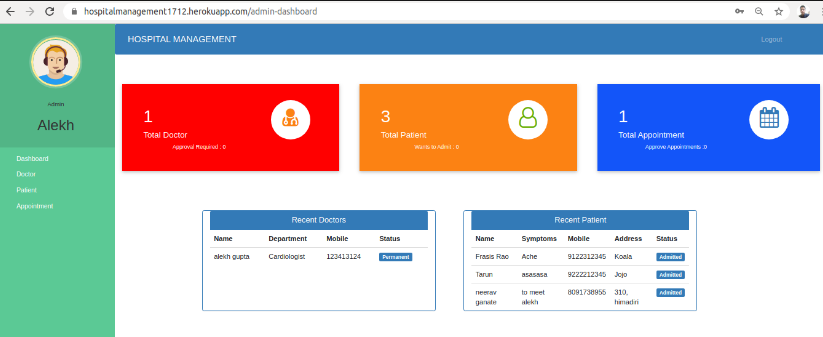 hospitalmanagement1712.herokuapp.com/admin-dashboard
HOSPITAL MANAGEMENT
Logout
Admin
Alekh
Dashboard
Doctor
Patient
Appointment
1
Total Doctor
Approval Required : 0
3
Total Patient
Wants to Admit : 0
1
Total Appointment
Approve Appointments :0
Recent Doctors
Name Department Mobile Status
alekh gupta Cardiologist 123413124 Permanent
Recent Patient
Name Symptoms Mobile Address Status
Frasis Rao Ache 9122312345 Koala Admitted
Tarun asasasa 9222212345 Jojo Admitted
neerav to meet 8091738955 310, Admitted
ganate alekh himadiri